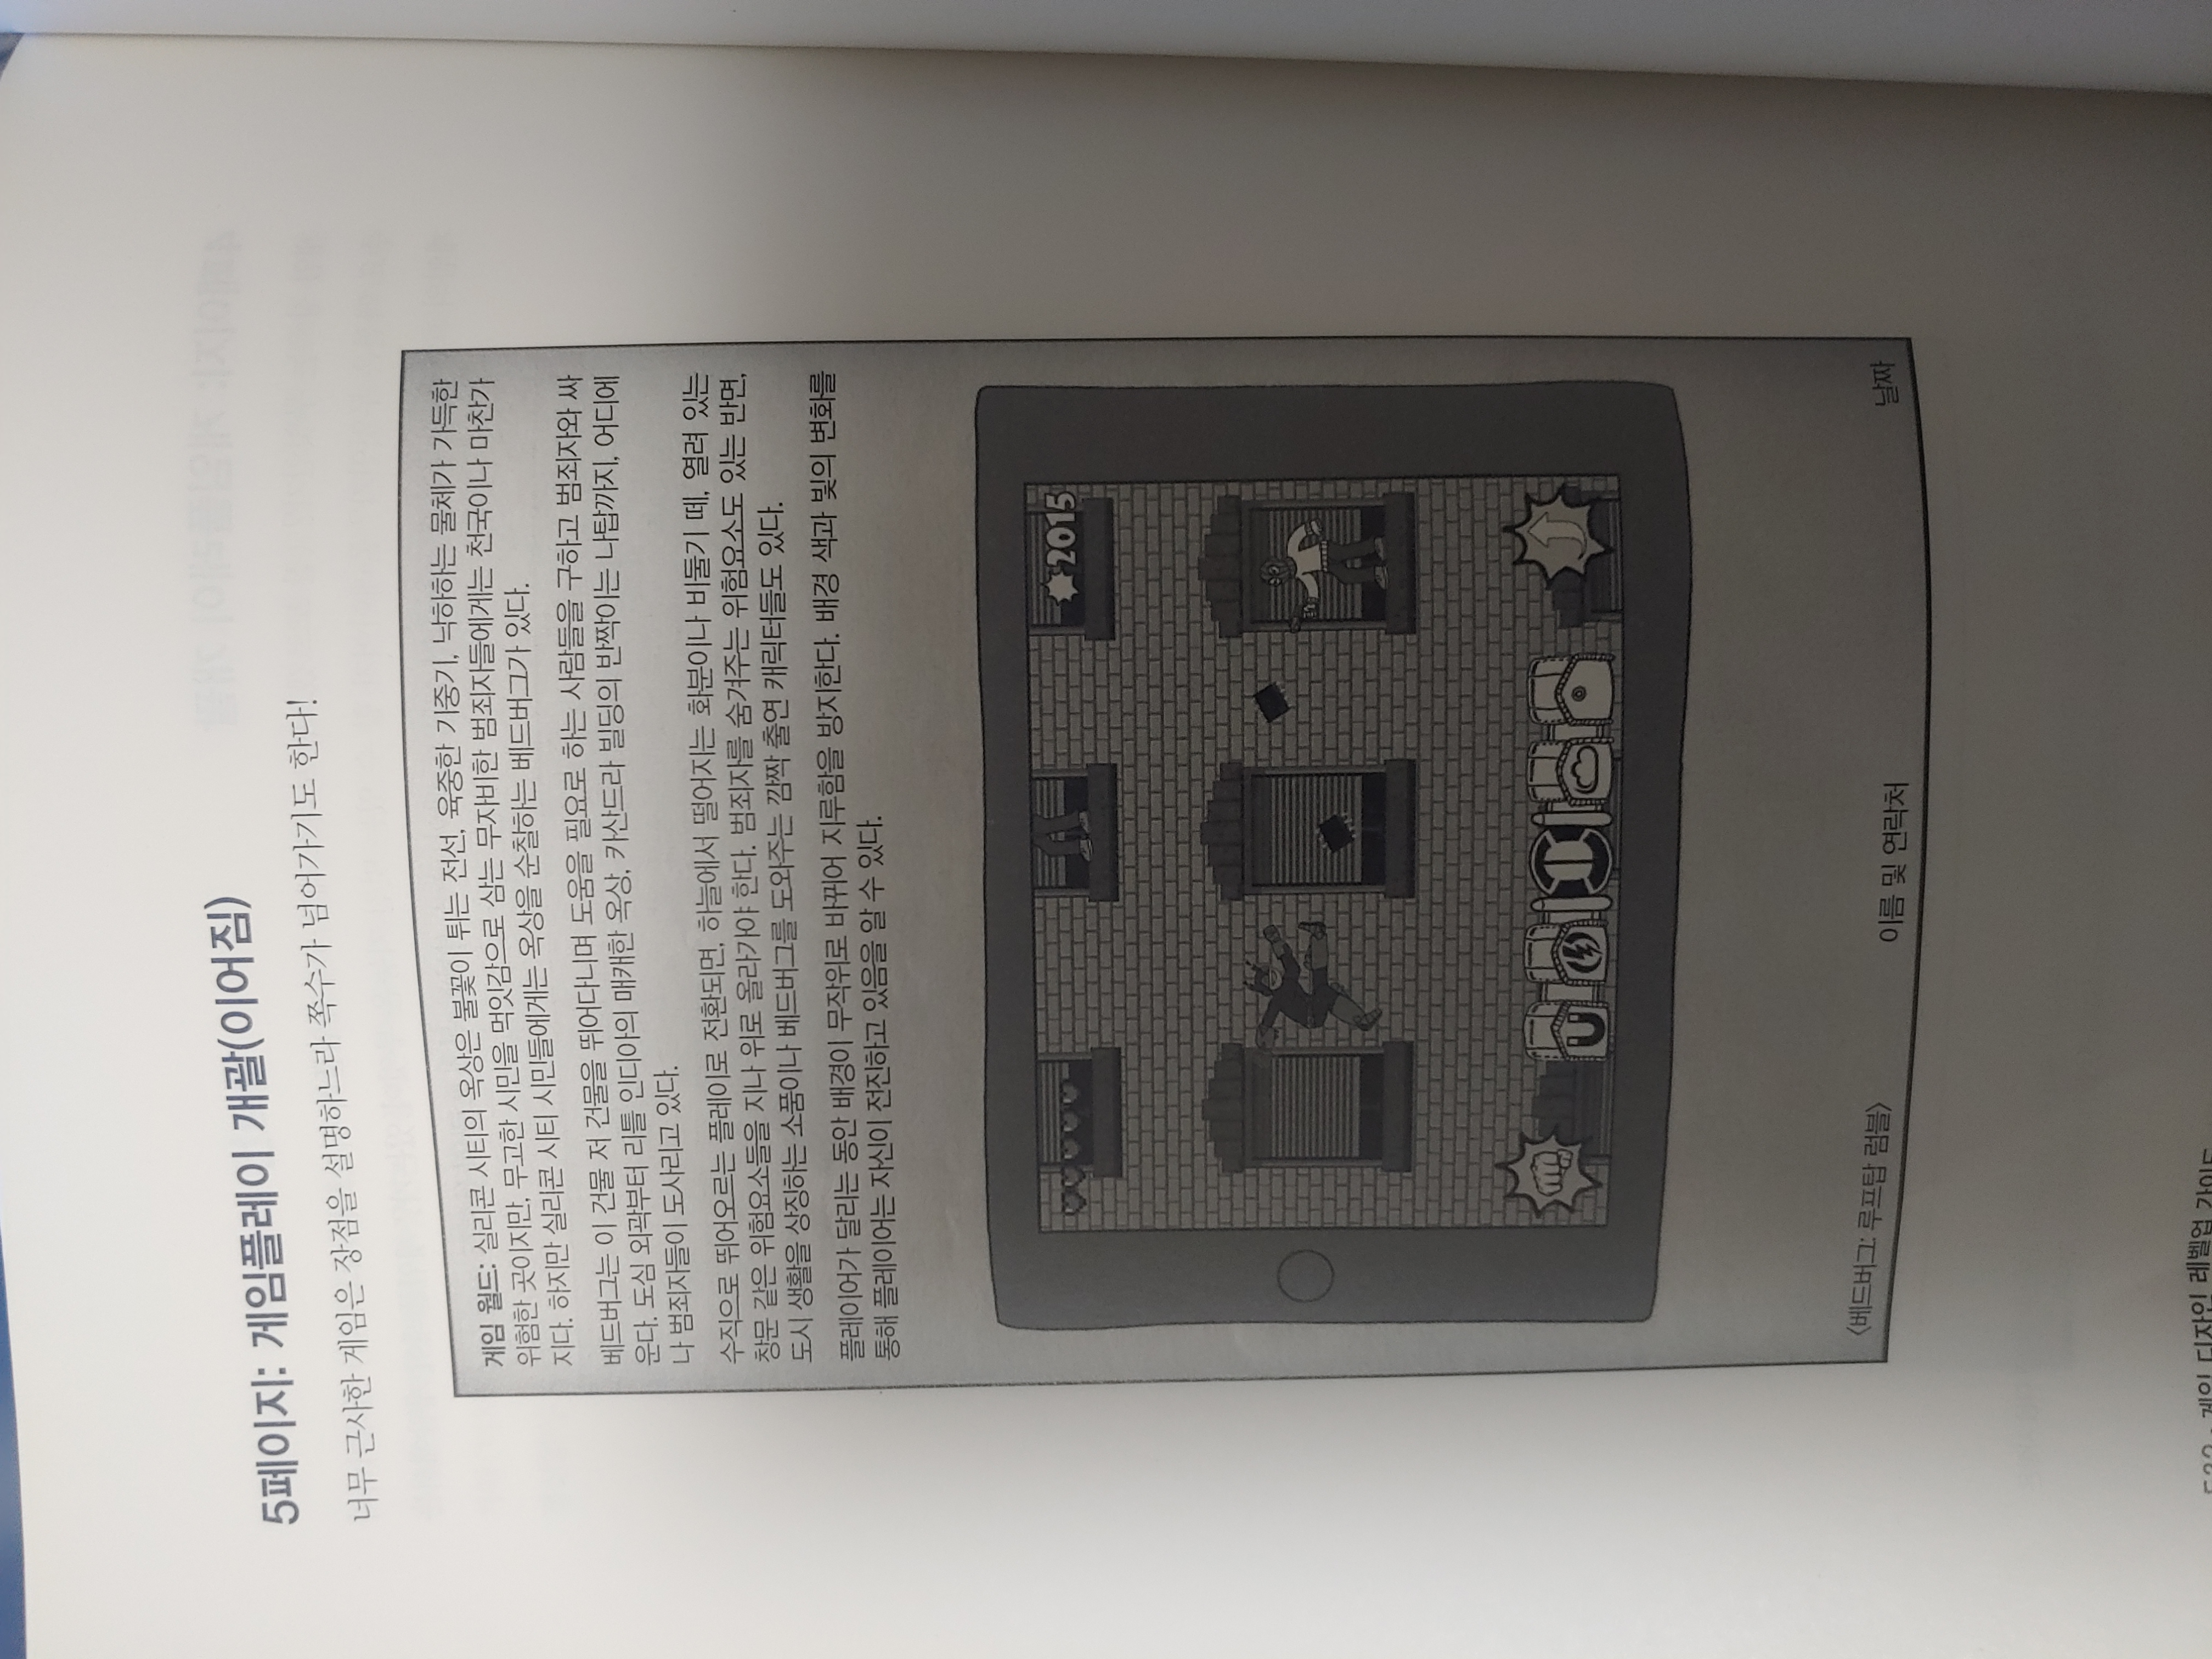 5페이지: 게임플레이 개괄(이어짐)
너무 근사한 게임은 장점을 설명하느라 쪽수가 넘어가기도 한다!
게임 월드: 실리콘 시티의 옥상은 불꽃이 튀는 전선, 육중한 기중기, 낙하하는 물체가 가득한
위험한 곳이지만, 무고한 시민을 먹잇감으로 삼는 무자비한 범죄자들에게는 천국이나 마찬가
지다. 하지만 실리콘 시티 시민들에게는 옥상을 순찰하는 베드버그가 있다.
베드버그는 이 건물 저 건물을 뛰어다니며 도움을 필요로 하는 사람들을 구하고 범죄자와 싸
운다. 도심 외곽부터 리틀 인디아의 매캐한 옥상, 카산드라 빌딩의 반짝이는 나탑까지, 어디에
나 범죄자들이 도사리고 있다.
수직으로 뛰어오르는 플레이로 전환되면, 하늘에서 떨어지는 화분이나 비둘기 떼, 열려 있는
창문 같은 위험요소들을 지나 위로 올라가야 한다. 범죄자를 숨겨주는 위험요소도 있는 반면,
도시 생활을 상징하는 소품이나 베드버그를 도와주는 깜짝 출연 캐릭터들도 있다.
플레이어가 달리는 동안 배경이 무작위로 바뀌어 지루함을 방지한다. 배경 색과 빛의 변화를
통해 플레이어는 자신이 전진하고 있음을 알 수 있다.
2015
〈베드버그: 루프탑 럼블〉
이름 및 연락처
날짜
게임 디자인 레벨업 가이드